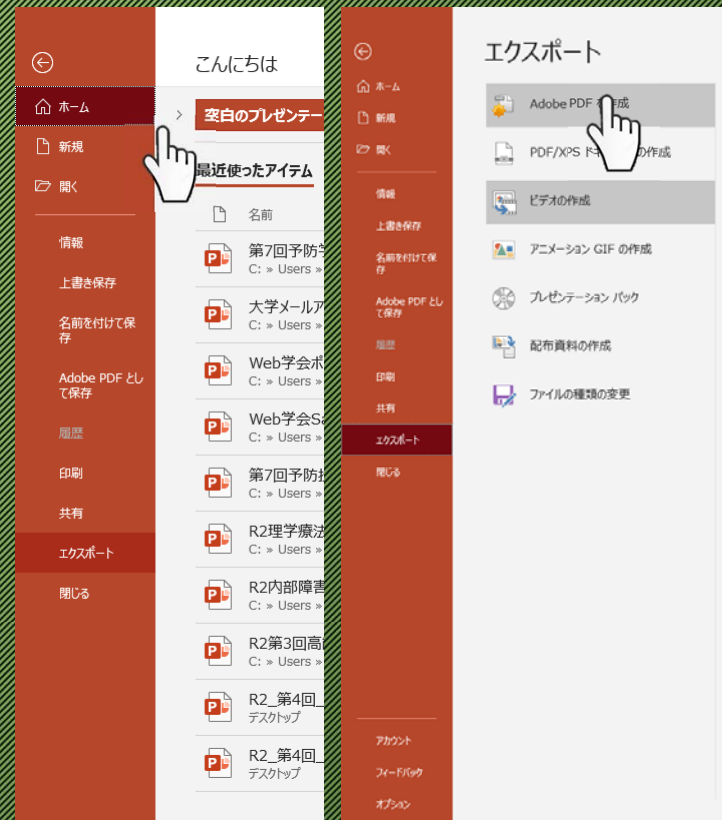 こんにちは
ホーム
新規
開く
情報
上書き保存
名前を付けて保
存
Adobe PDF とし
て保存
履歴
印刷
共有
エクスポート
閉じる
空白のプレゼンテー
最近使ったアイテム
名前
第7回予防学
C: » Users »
大学メールア
C: » Users »
Web学会ポ
C: » Users »
Web学会Sa
C: » Users »
第7回予防
C: » Users »
R2理学療法
C: » Users »
R2内部障害
C: » Users »
R2第3回高
C: » Users »
R2_第4回_
デスクトップ
R2_第4回_
デスクトップ
ホーム
新規
開く
情報
上書き保存
名前を付けて保
存
Adobe PDF とし
て保存
履歴
印刷
共有
エクスポート
閉じる
アカウント
フィードバック
オプション
エクスポート
Adobe PDF を作成
PDF/XPS の作成
ビデオの作成
アニメーション GIF の作成
プレゼンテーション パック
配布資料の作成
ファイルの種類の変更